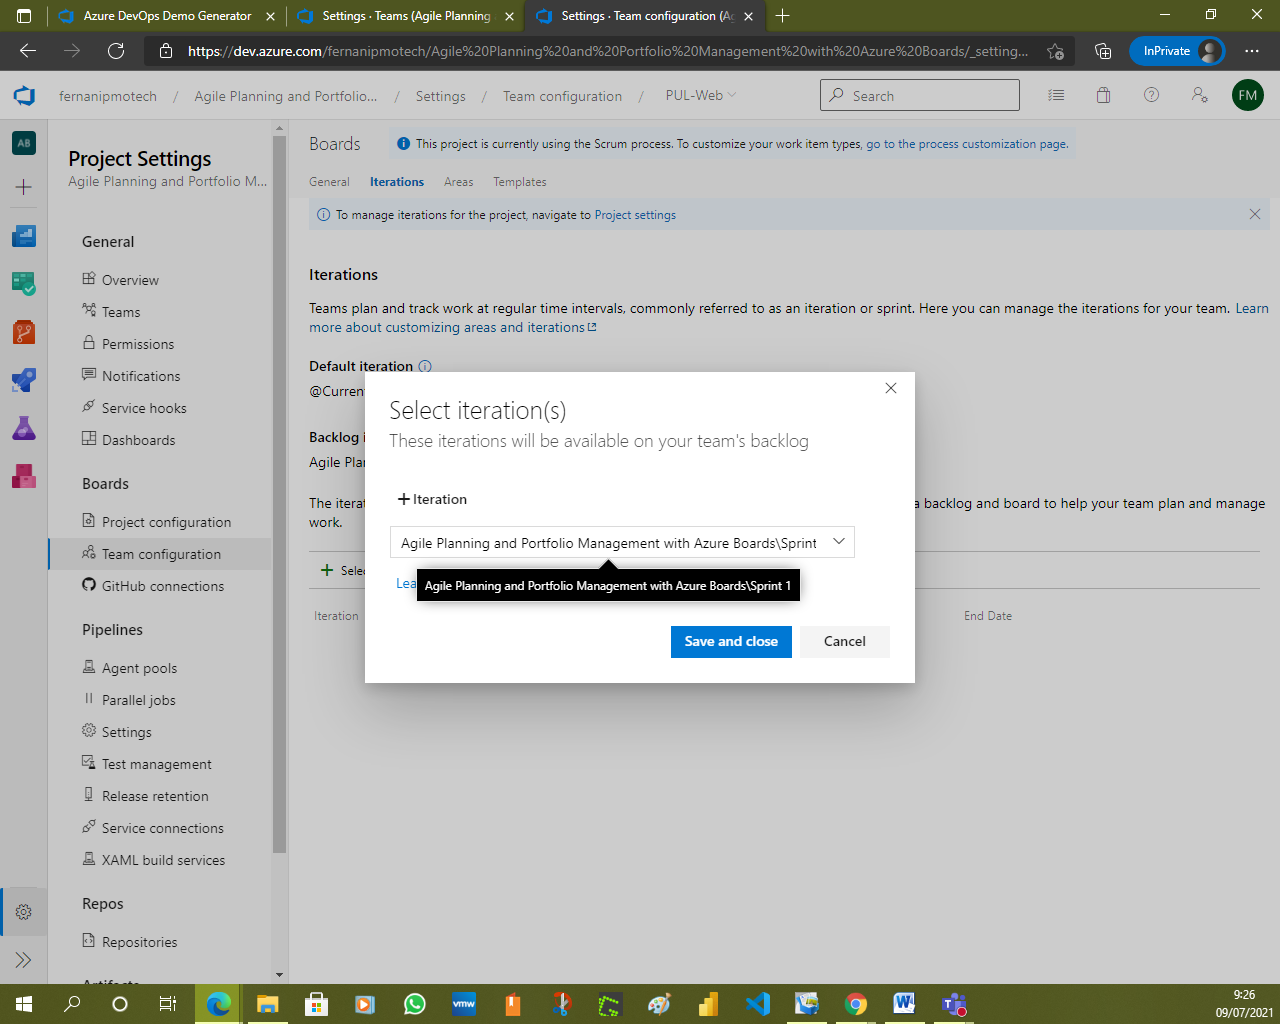 Azure DevOps Demo Generator
Settings · Teams (Agile Planning
Settings · Team configuration (Ag
https://dev.azure.com/fernanipmotech/Agile%20Planning%20and%20Portfolio%20Management%20with%20Azure%20Boards/_setting...
InPrivate
fernanipmotech / Agile Planning and Portfolio... / Settings / Team configuration / PUL-Web
Search
FM
AB
Project Settings
Agile Planning and Portfolio M...
General
Overview
Teams
Permissions
Notifications
Service hooks
Dashboards
Boards
Project configuration
Team configuration
GitHub connections
Pipelines
Agent pools
Parallel jobs
Settings
Test management
Release retention
Service connections
XAML build services
Repos
Repositories
Artifacts
Boards
This project is currently using the Scrum process. To customize your work item types, go to the process customization page.
General Iterations Areas Templates
To manage iterations for the project, navigate to Project settings
Iterations
Teams plan and track work at regular time intervals, commonly referred to as an iteration or sprint. Here you can manage the iterations for your team. Learn
more about customizing areas and iterations
Default iteration
@Curren
Backlog i
Agile Plan
The iterat
a backlog and board to help your team plan and manage
work.
+ Selec
Iteration
End Date
Select iteration(s)
These iterations will be available on your team's backlog
+ Iteration
Agile Planning and Portfolio Management with Azure Boards\Sprint
Lea
Agile Planning and Portfolio Management with Azure Boards\Sprint 1
Save and close
Cancel
vmw
9:26
09/07/2021